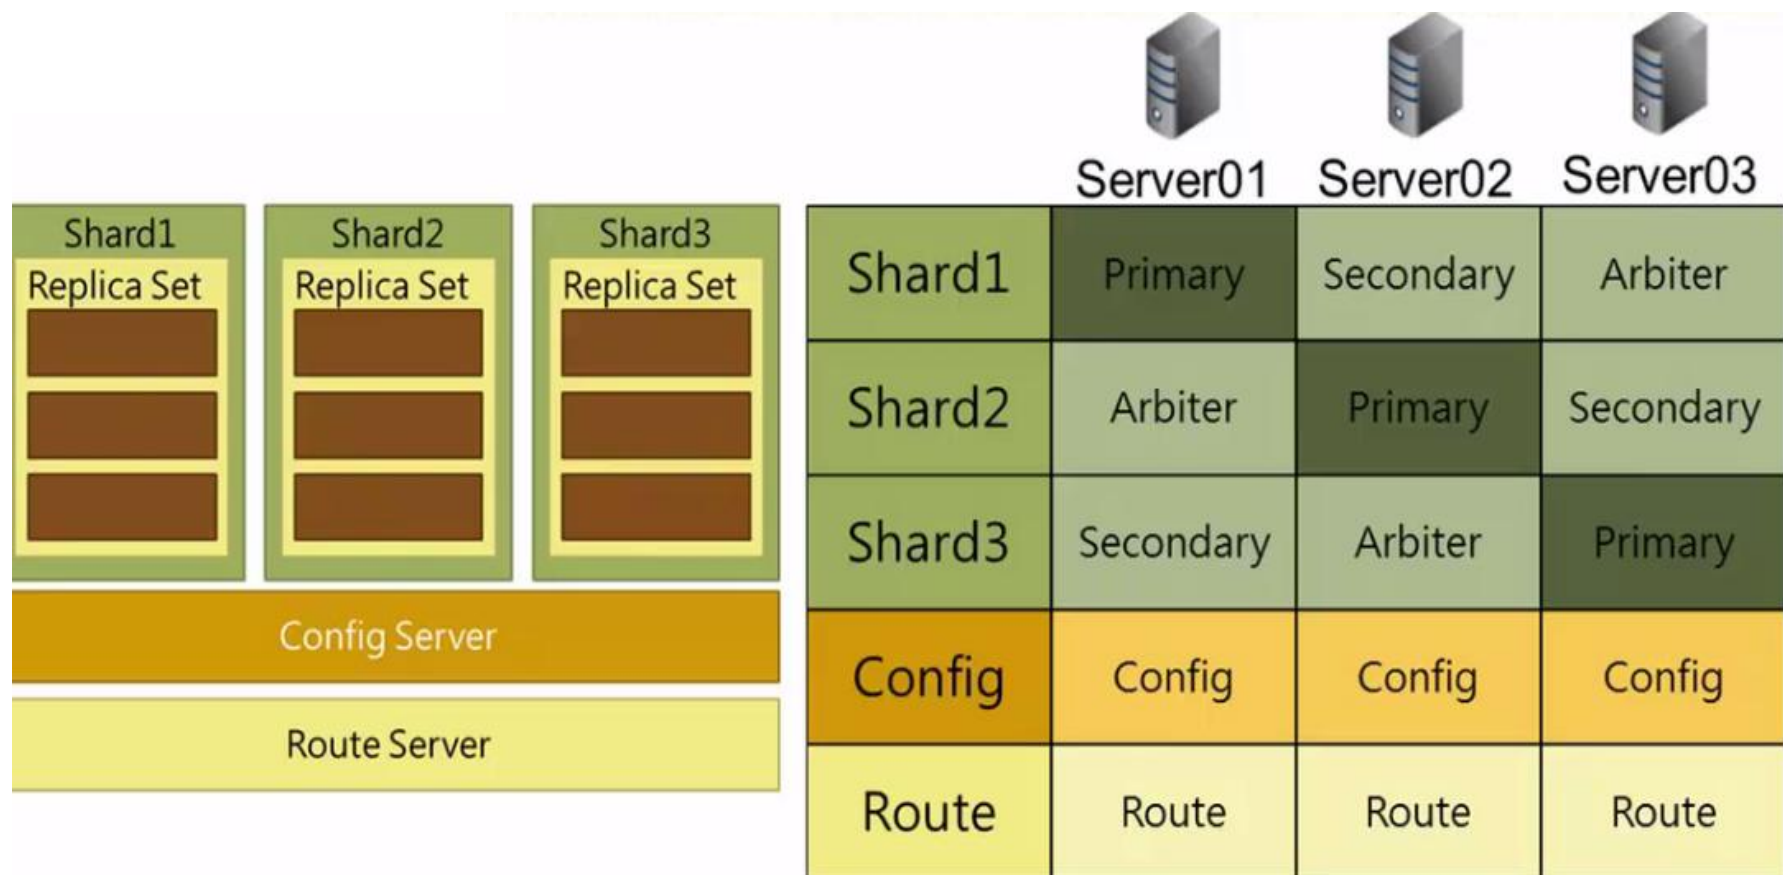 Server01 Server02 Server03
Shard1 Shard2 Shard3
Replica Set Replica Set Replica Set
Config Server
Route Server
Shard1 Primary Secondary Arbiter
Shard2 Arbiter Primary Secondary
Shard3 Secondary Arbiter Primary
Config Config Config Config
Route Route Route Route